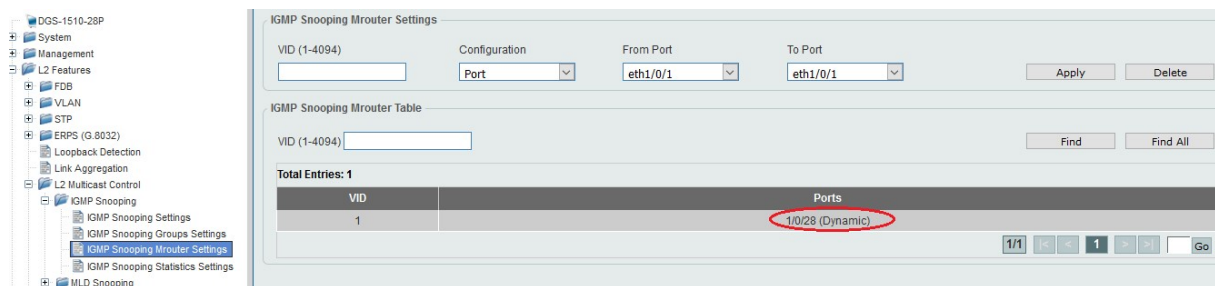 DGS-1510-28P
System
Management
L2 Features
FDB
VLAN
STP
ERPS (G.8032)
Loopback Detection
Link Aggregation
L2 Multicast Control
IGMP Snooping
IGMP Snooping Settings
IGMP Snooping Groups Settings
IGMP Snooping Mrouter Settings
IGMP Snooping Statistics Settings
MLD Snooping
IGMP Snooping Mrouter Settings
VID (1-4094) Configuration From Port To Port
Port eth1/0/1 eth1/0/1 Apply Delete
IGMP Snooping Mrouter Table
VID (1-4094) Find Find All
Total Entries: 1
VID Ports
1 1/0/28 (Dynamic)
1/1 |< < 1 > >| Go